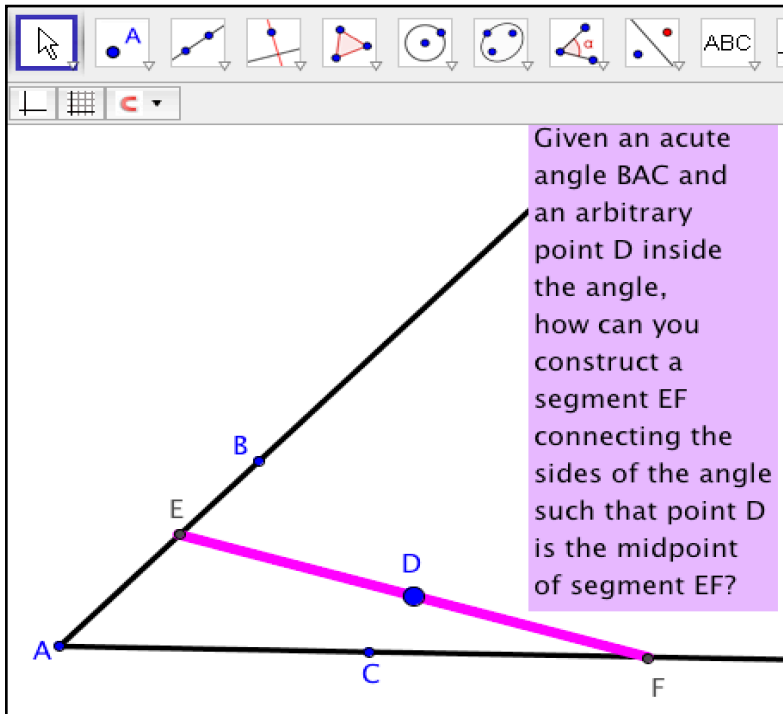 A
α
ABC
Given an acute
angle BAC and
an arbitrary
point D inside
the angle,
how can you
construct a
segment EF
connecting the
sides of the angle
such that point D
is the midpoint
of segment EF?
B
E
D
A
C
F